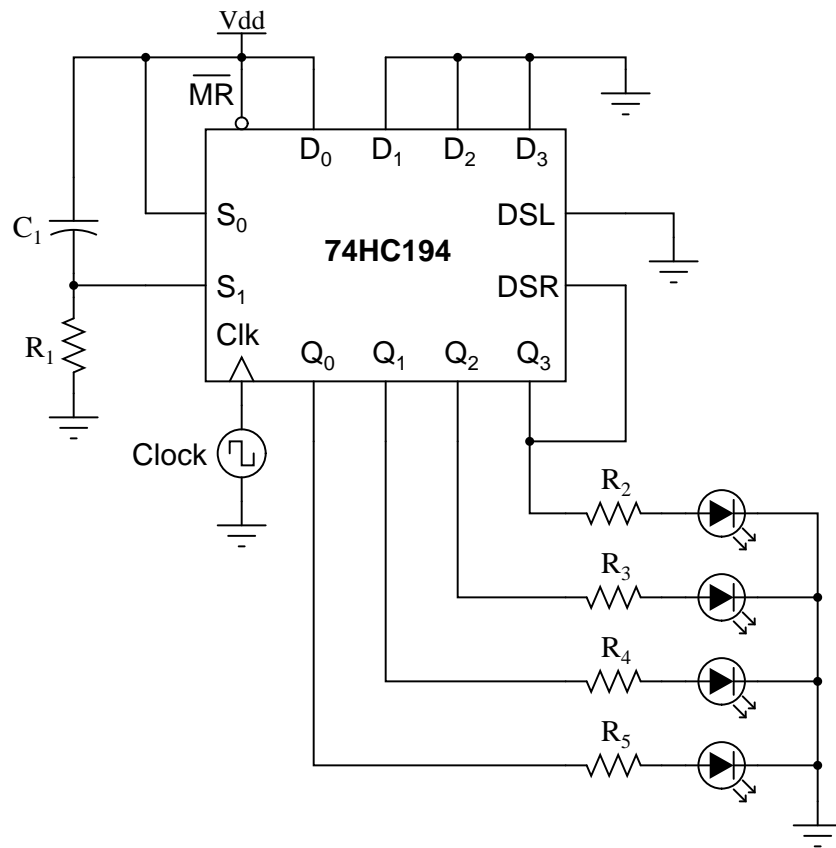 Vdd
MR
D0 D1 D2 D3
C1
S0
DSL
74HC194
S1
DSR
R1
Clk
Q0 Q1 Q2 Q3
Clock
R2
R3
R4
R5